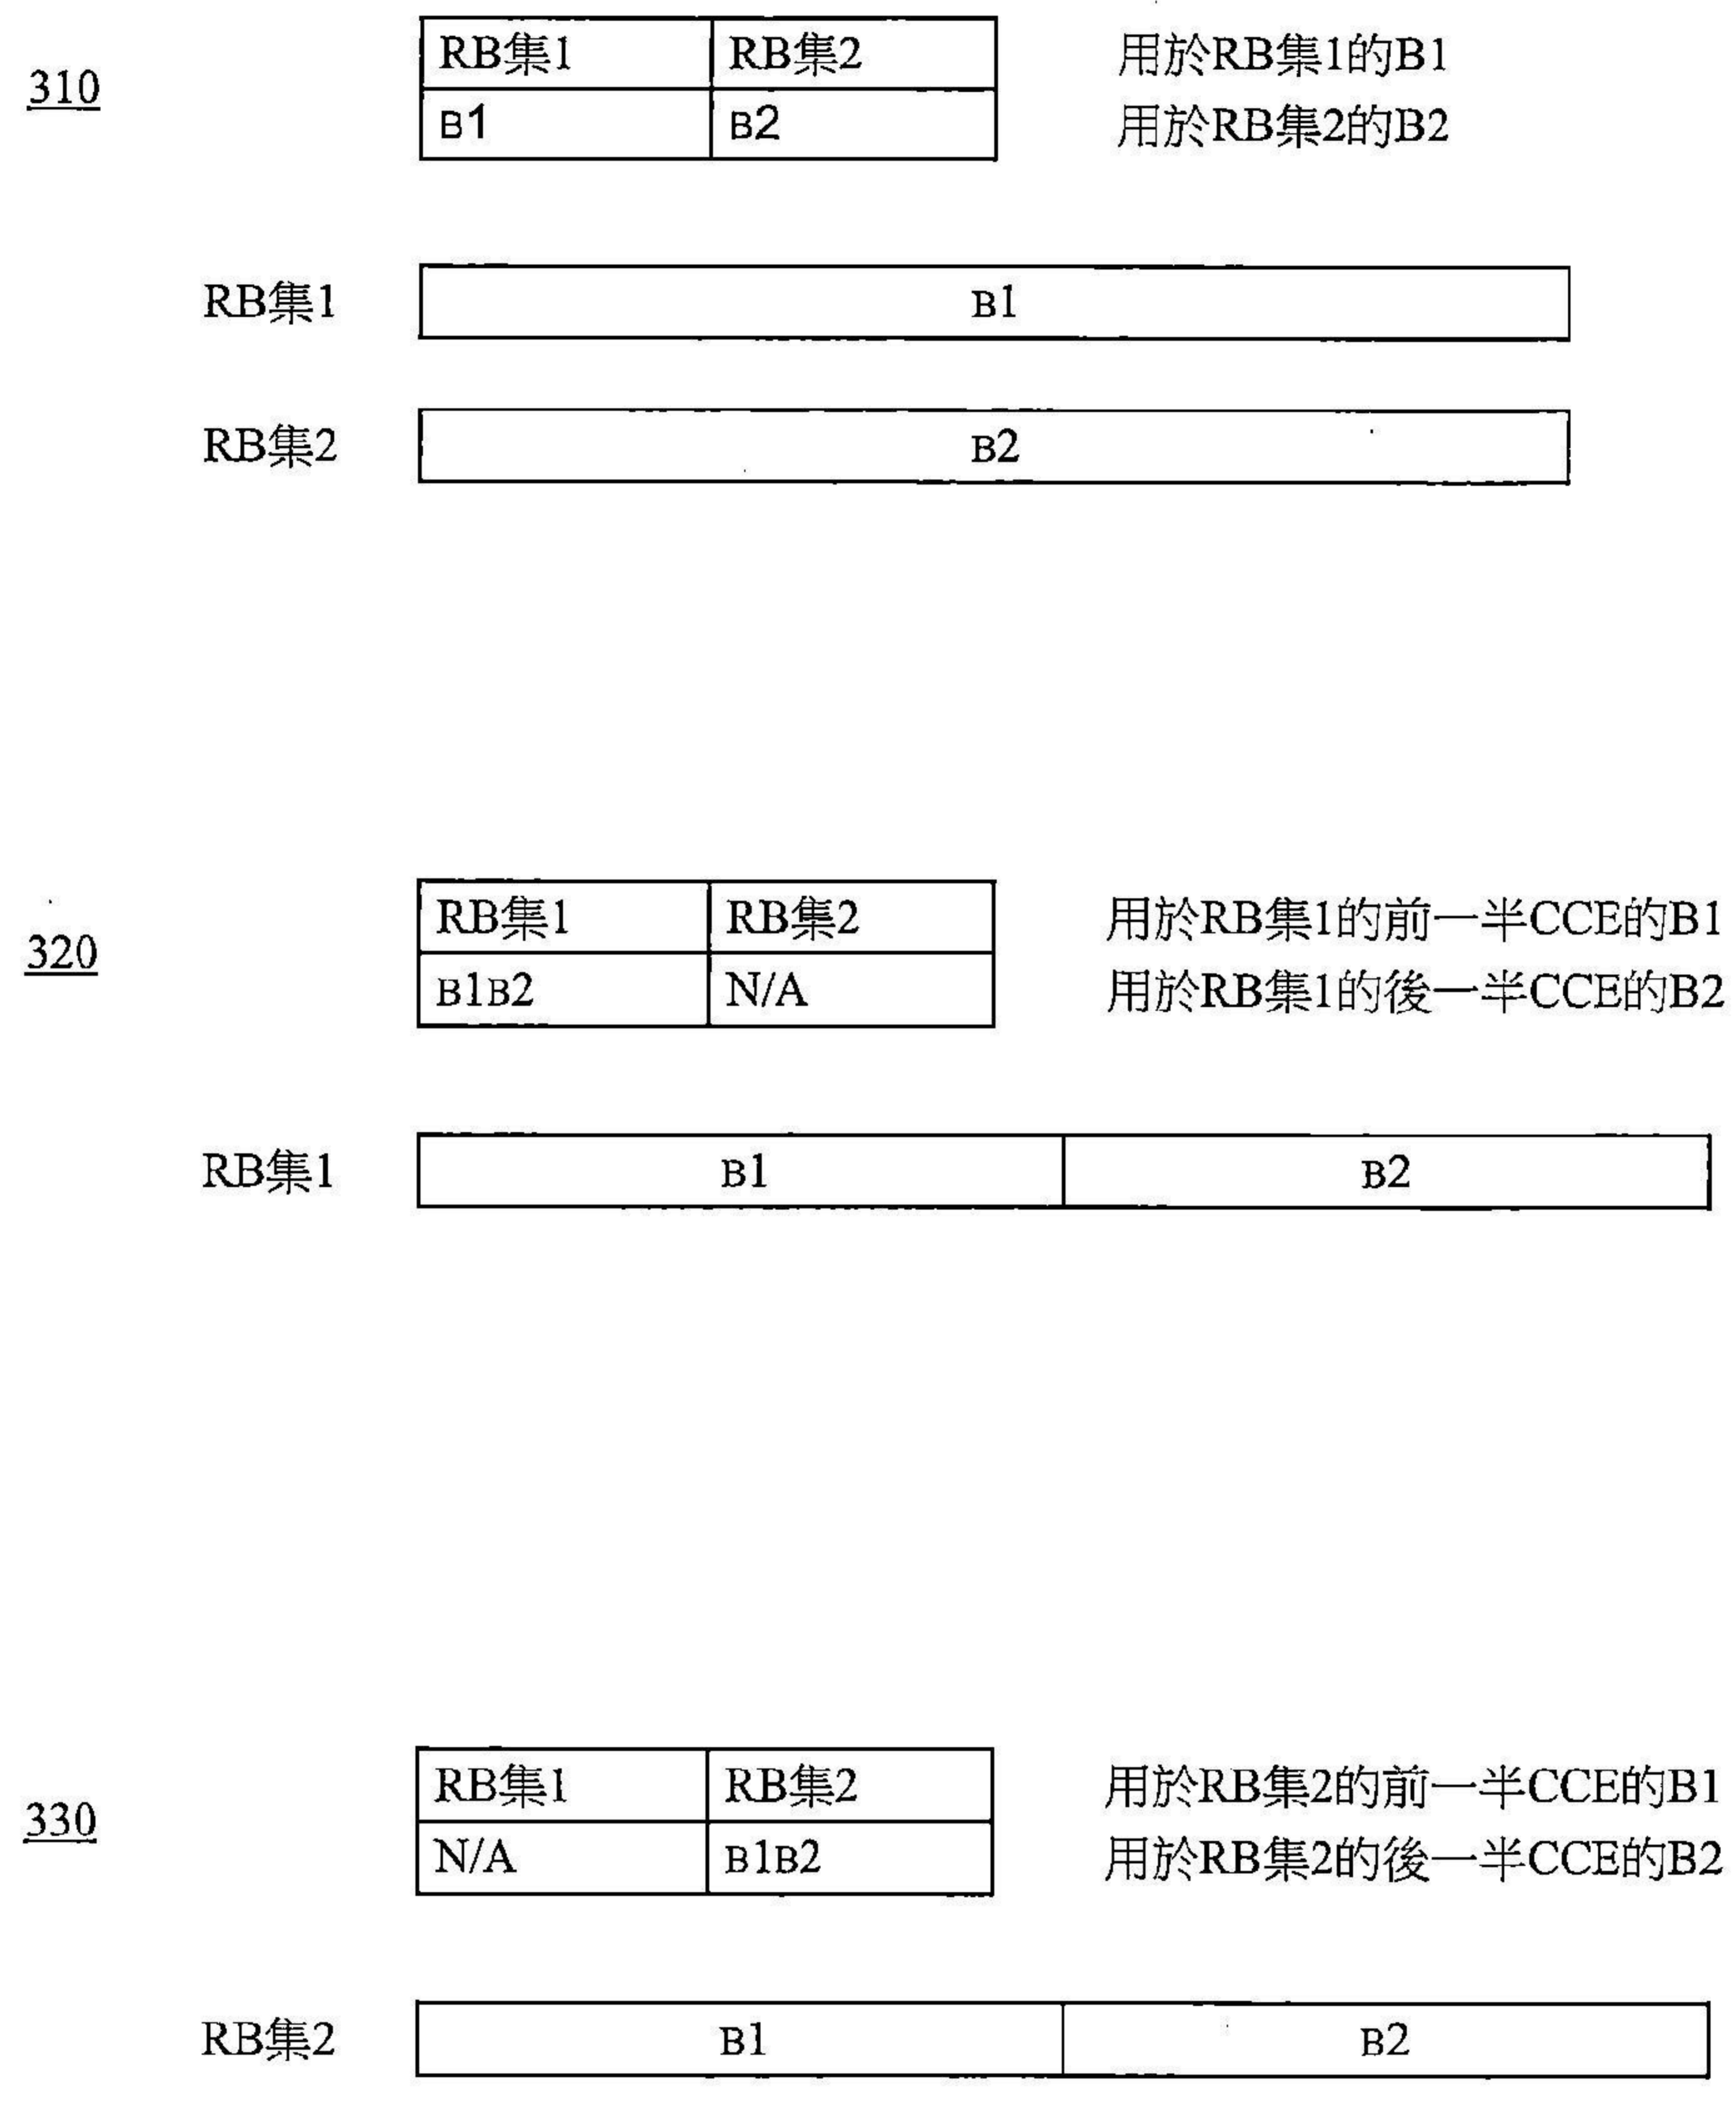 310
RB集1 RB集2 用於RB集1的B1
B1 B2 用於RB集2的B2
RB集1 B1
RB集2 B2
320
RB集1 RB集2 用於RB集1的前一半CCE的B1
B1B2 N/A 用於RB集1的後一半CCE的B2
RB集1 B1 B2
330
RB集1 RB集2 用於RB集2的前一半CCE的B1
N/A B1B2 用於RB集2的後一半CCE的B2
RB集2 B1 B2